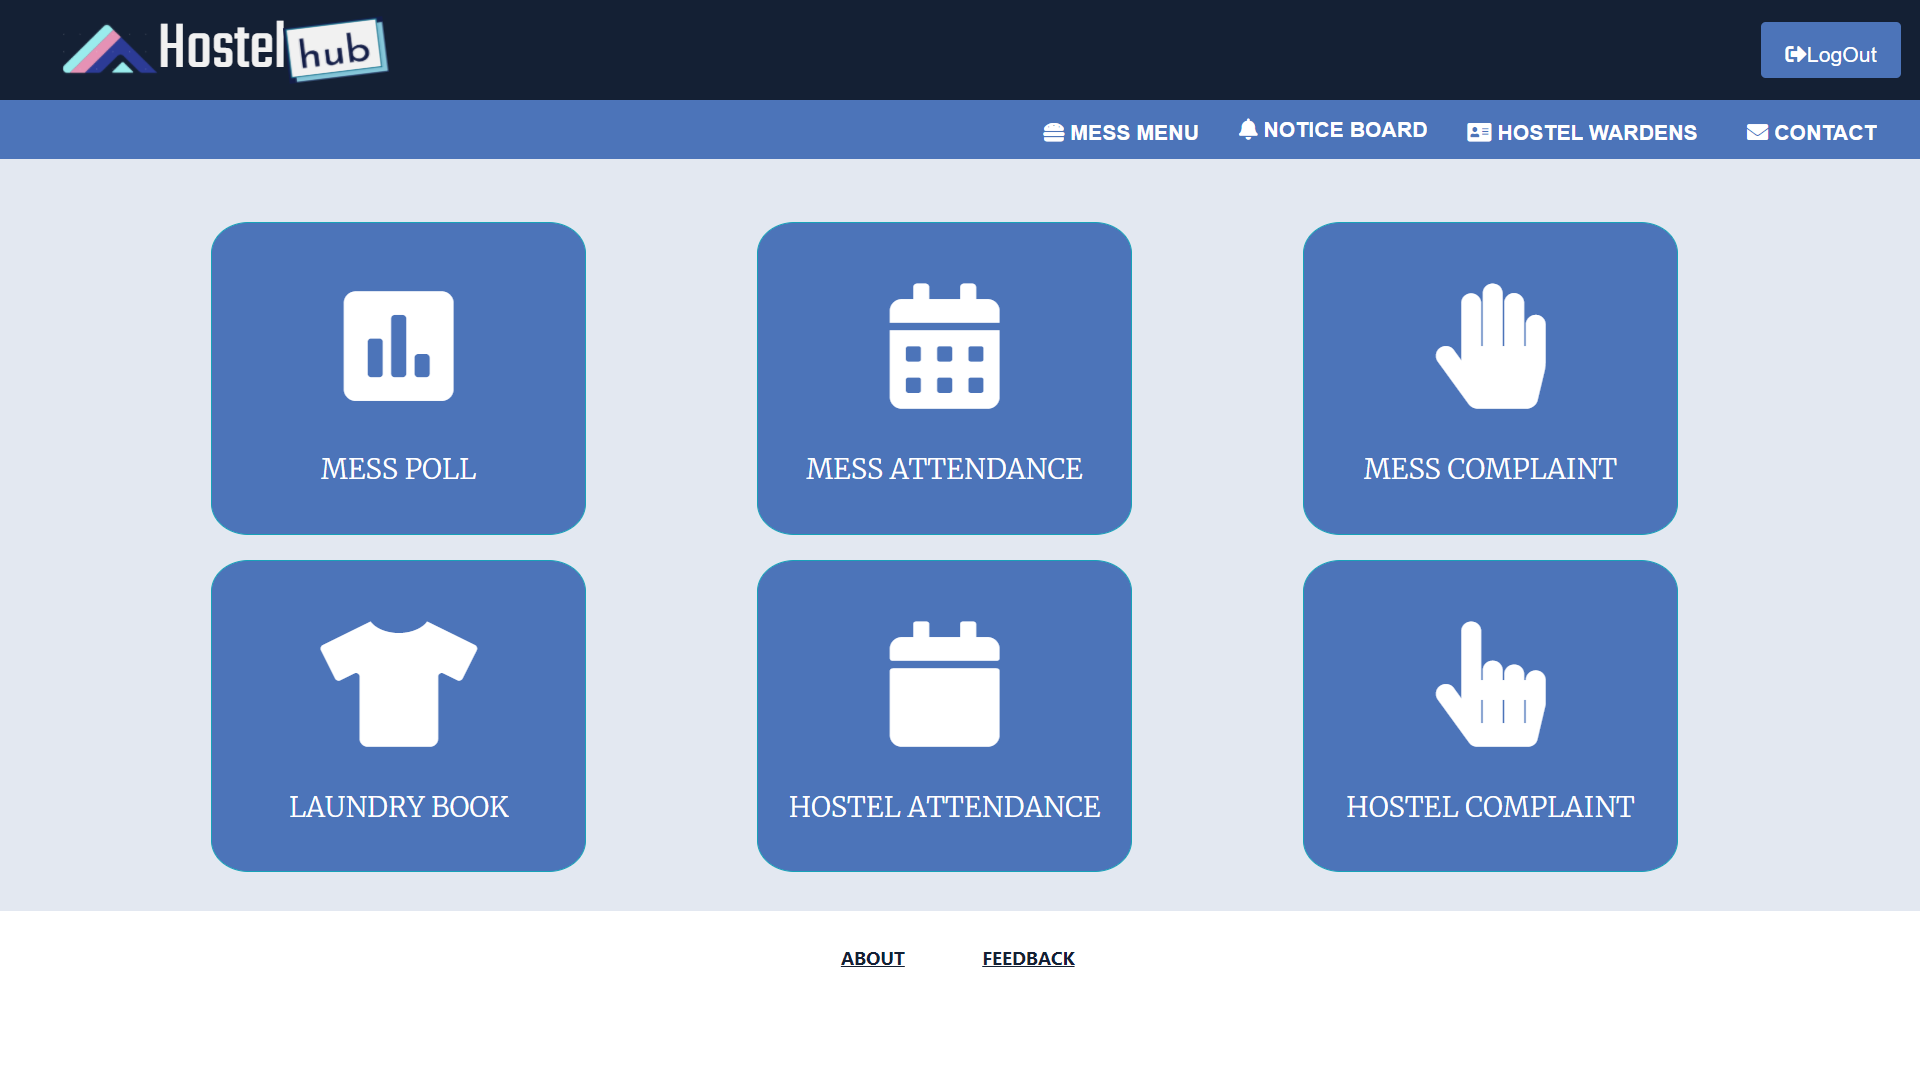 Hostel hub
LogOut
MESS MENU NOTICE BOARD HOSTEL WARDENS CONTACT
MESS POLL MESS ATTENDANCE MESS COMPLAINT
LAUNDRY BOOK HOSTEL ATTENDANCE HOSTEL COMPLAINT
ABOUT FEEDBACK